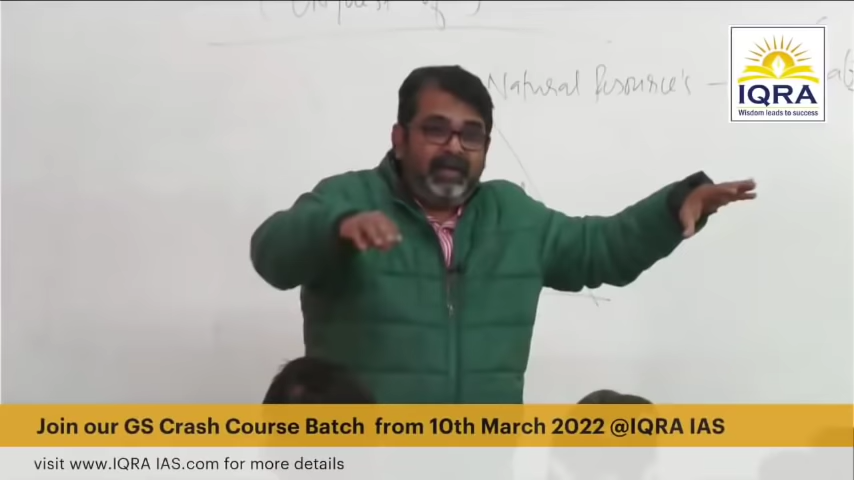 Natural Resource's -
IQRA
Wisdom leads to success
Join our GS Crash Course Batch from 10th March 2022 @IQRA IAS
visit www.IQRA IAS.com for more details